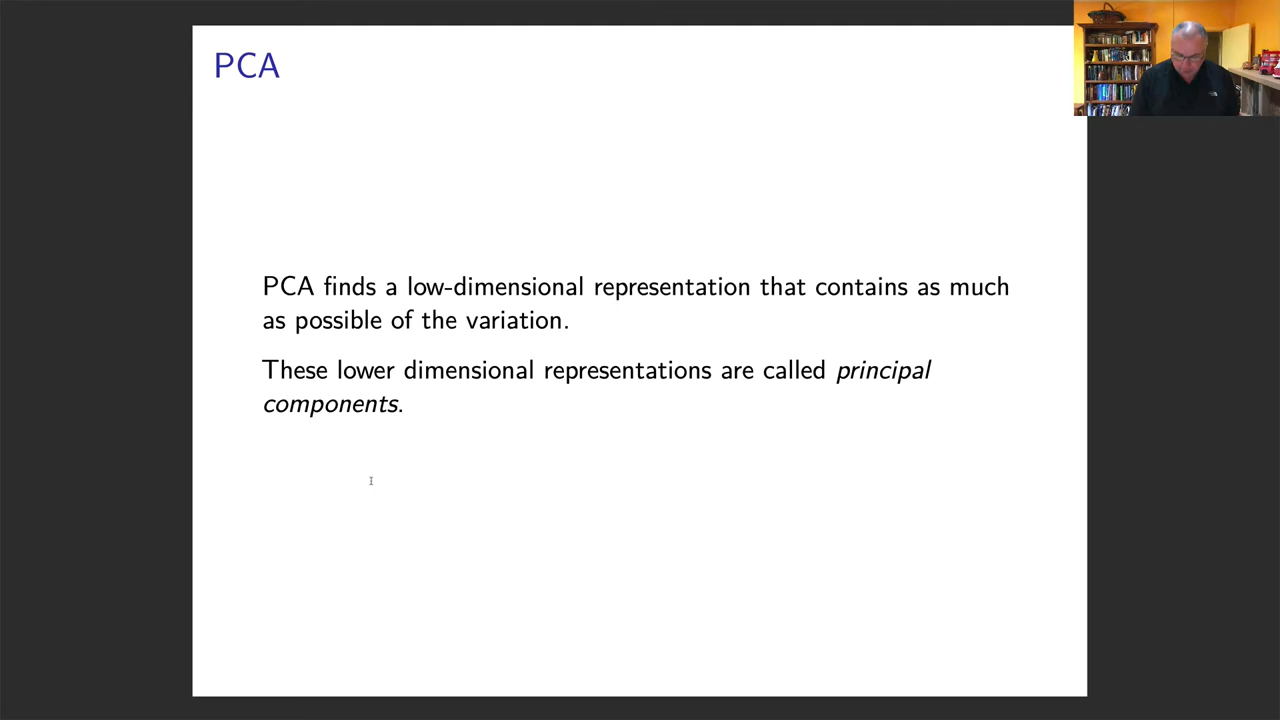 PCA
PCA finds a low-dimensional representation that contains as much
as possible of the variation.
These lower dimensional representations are called principal
components.